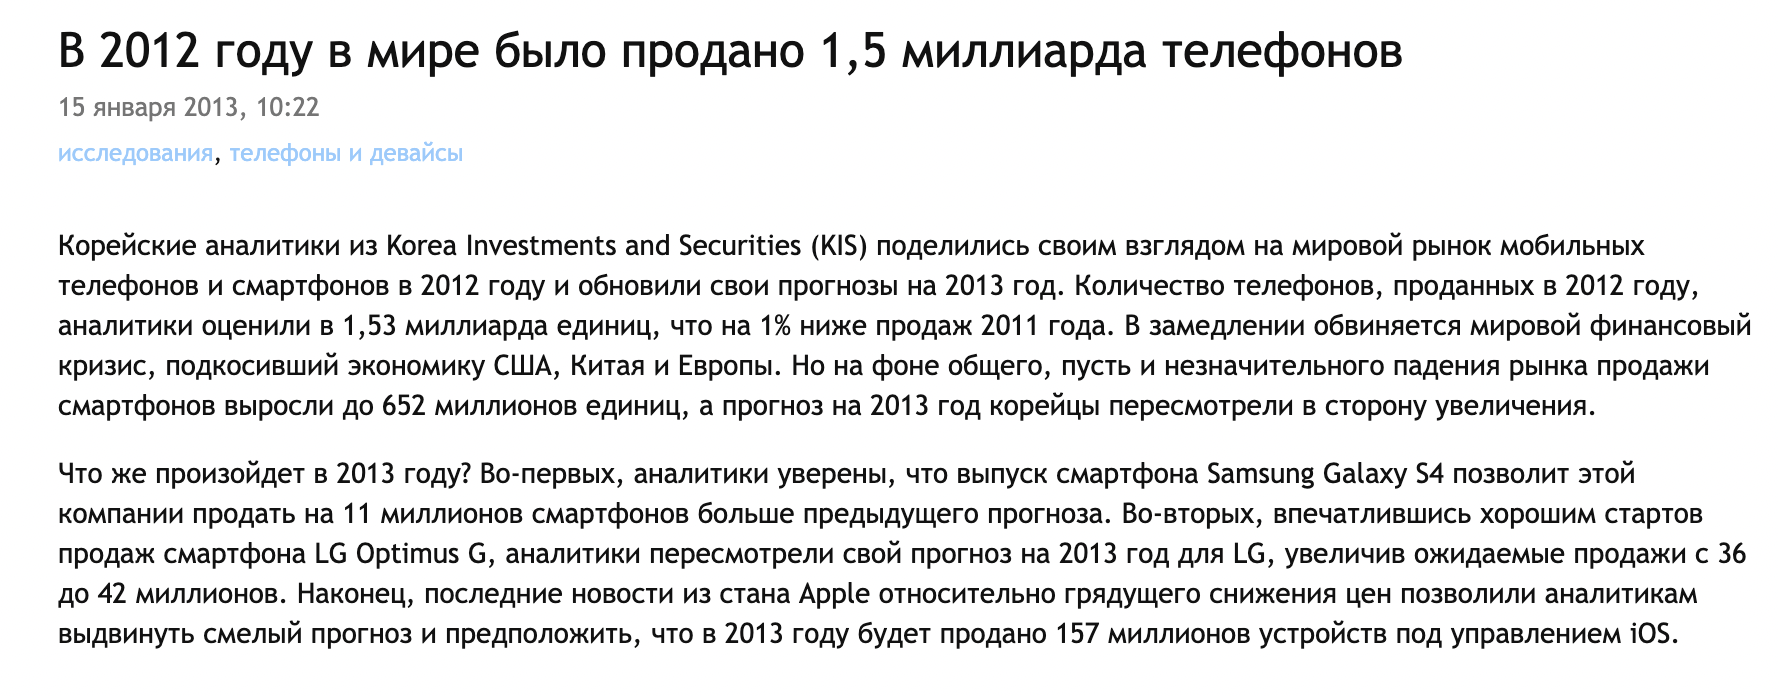 В 2012 году в мире было продано 1,5 миллиарда телефонов
15 января 2013, 10:22
исследования, телефоны и девайсы
Корейские аналитики из Korea Investments and Securities (KIS) поделились своим взглядом на мировой рынок мобильных
телефонов и смартфонов в 2012 году и обновили свои прогнозы на 2013 год. Количество телефонов, проданных в 2012 году,
аналитики оценили в 1,53 миллиарда единиц, что на 1% ниже продаж 2011 года. В замедлении обвиняется мировой финансовый
кризис, подкосивший экономику США, Китая и Европы. Но на фоне общего, пусть и незначительного падения рынка продажи
смартфонов выросли до 652 миллионов единиц, а прогноз на 2013 год корейцы пересмотрели в сторону увеличения.
Что же произойдет в 2013 году? Во-первых, аналитики уверены, что выпуск смартфона Samsung Galaxy S4 позволит этой
компании продать на 11 миллионов смартфонов больше предыдущего прогноза. Во-вторых, впечатлившись хорошим стартов
продаж смартфона LG Optimus G, аналитики пересмотрели свой прогноз на 2013 год для LG, увеличив ожидаемые продажи с 36
до 42 миллионов. Наконец, последние новости из стана Apple относительно грядущего снижения цен позволили аналитикам
выдвинуть смелый прогноз и предположить, что в 2013 году будет продано 157 миллионов устройств под управлением iOS.